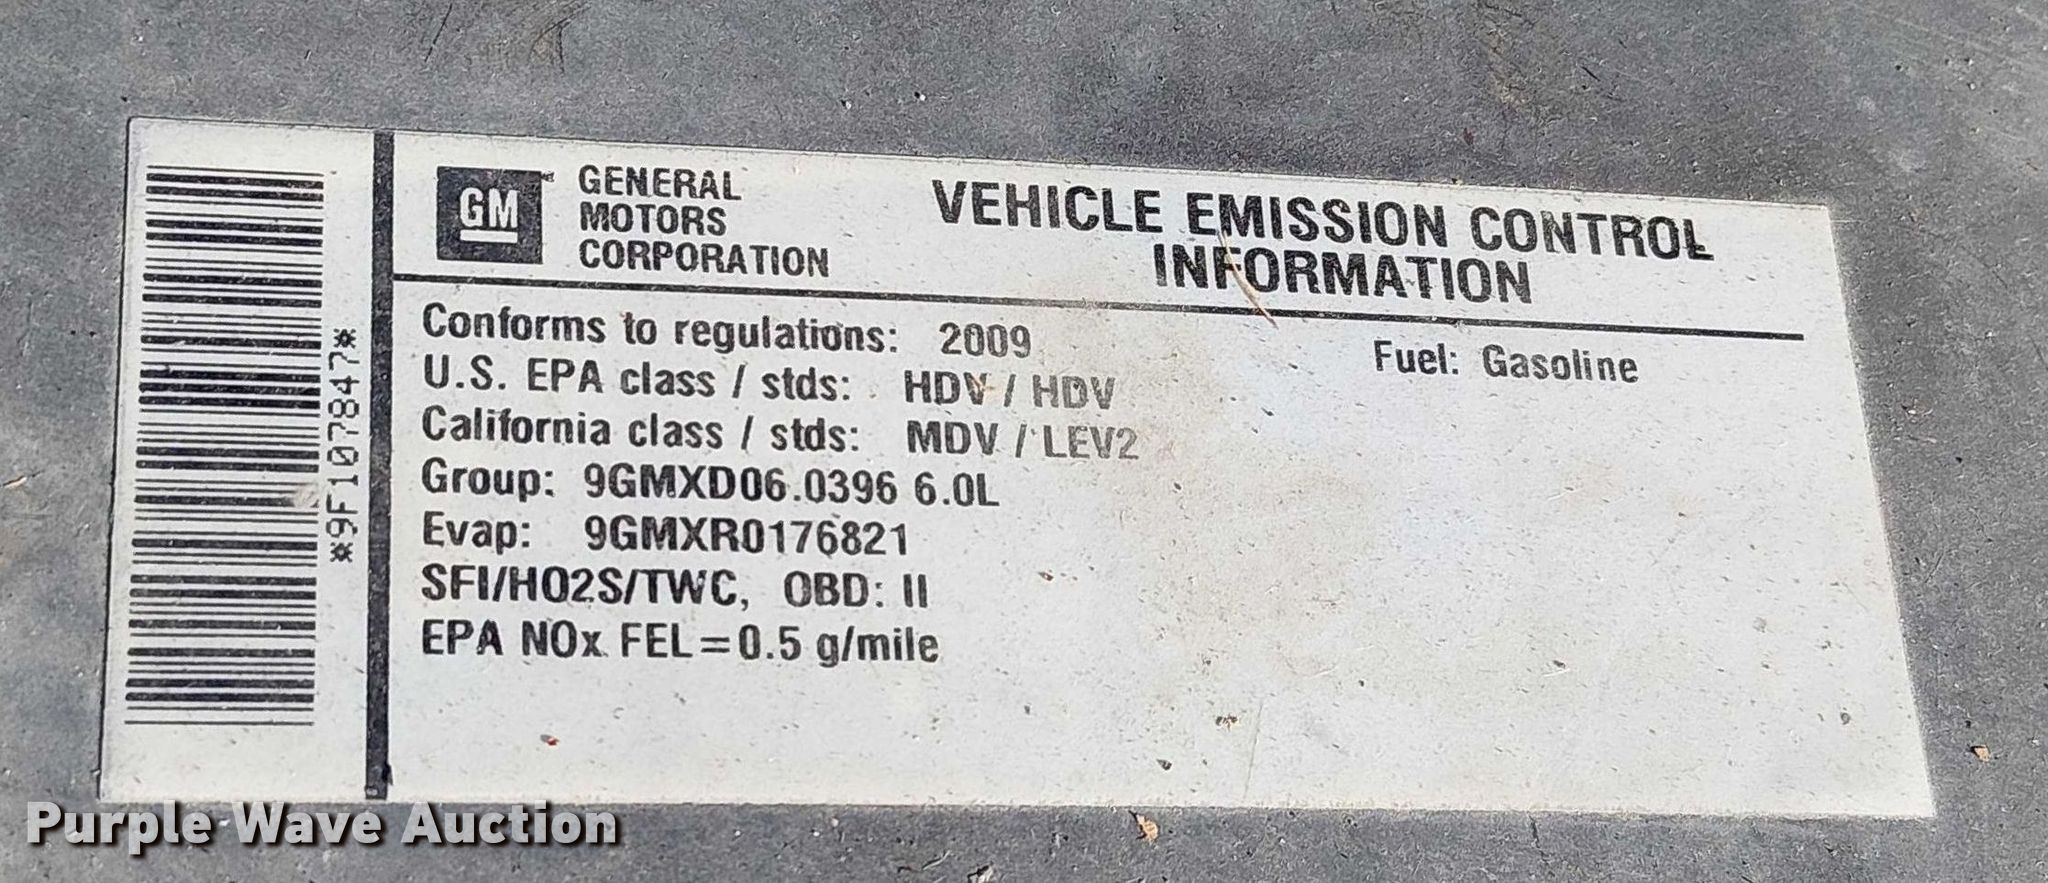 *9F107847*
GM
GENERAL
MOTORS
CORPORATION
VEHICLE EMISSION CONTROL
INFORMATION
Conforms to regulations: 2009
Fuel: Gasoline
U.S. EPA class / stds: HDV / HDV
California class / stds: MDV / LEV2
Group: 9GMXD06.0396 6.0L
Evap: 9GMXR0176821
SFI/HO2S/TWC, OBD: II
EPA NOx FEL=0.5 g/mile
Purple Wave Auction